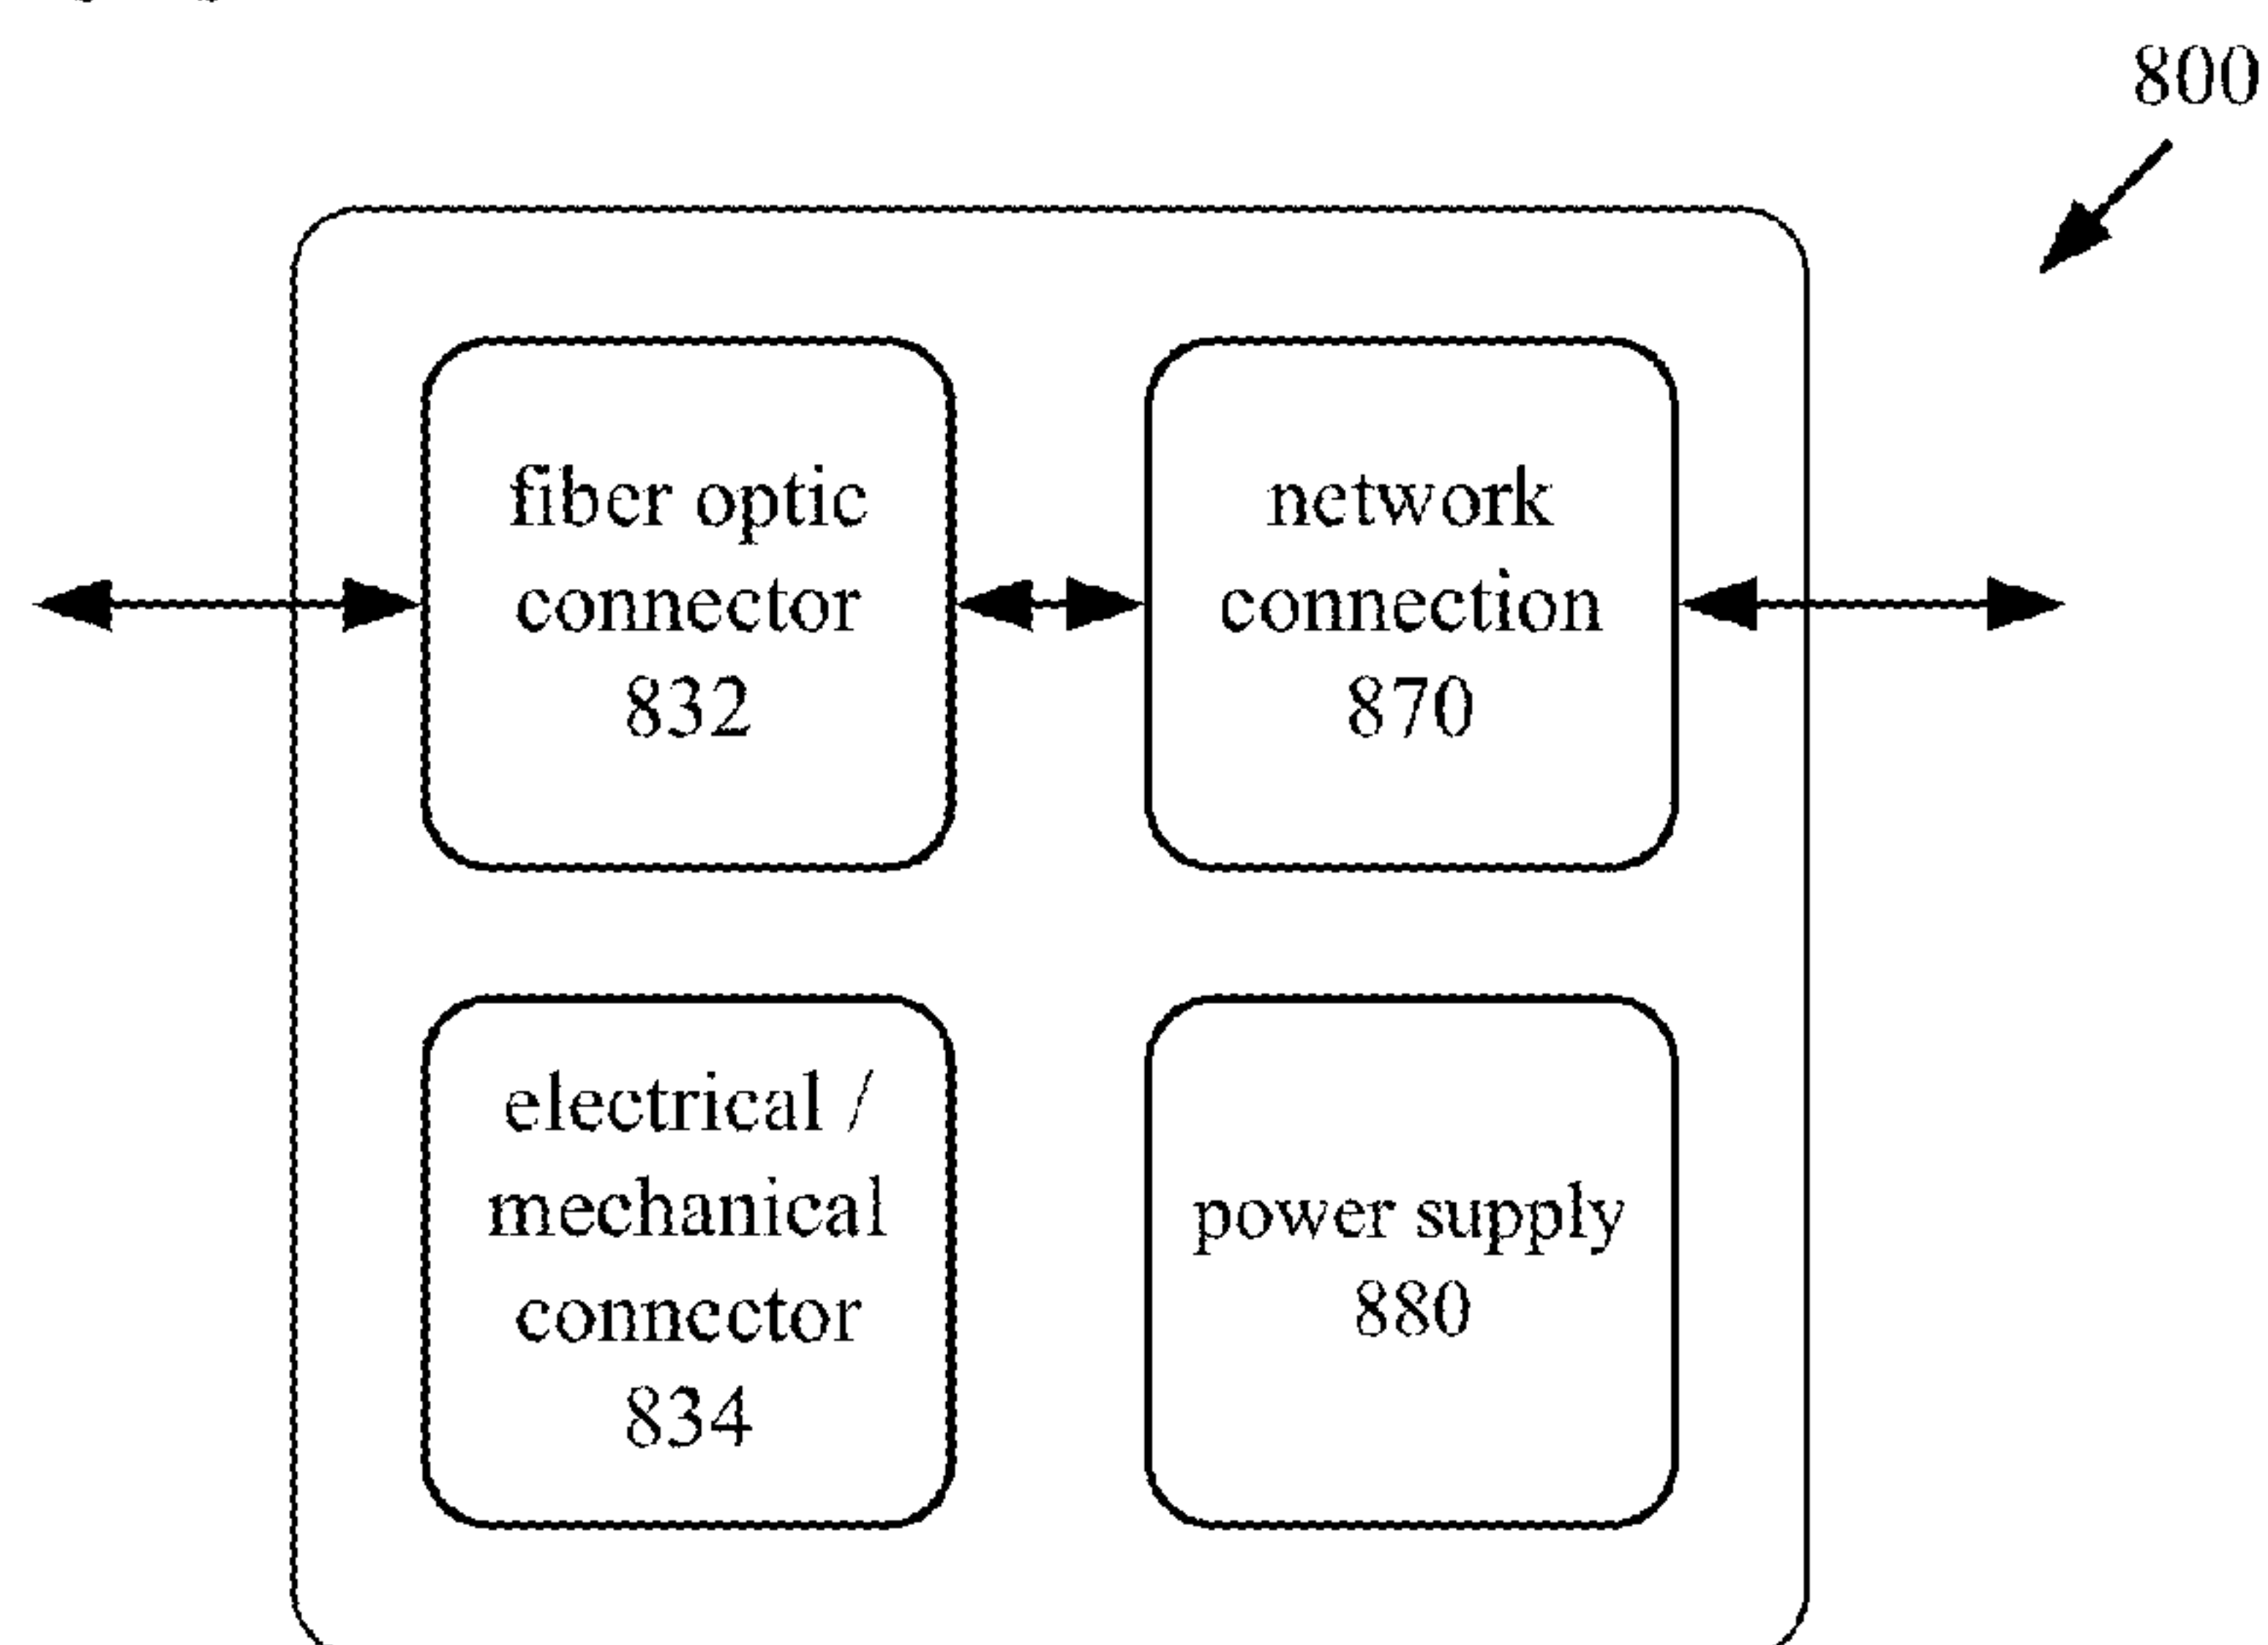 800
fiber optic
connector
832
network
connection
870
electrical /
mechanical
connector
834
power supply
880